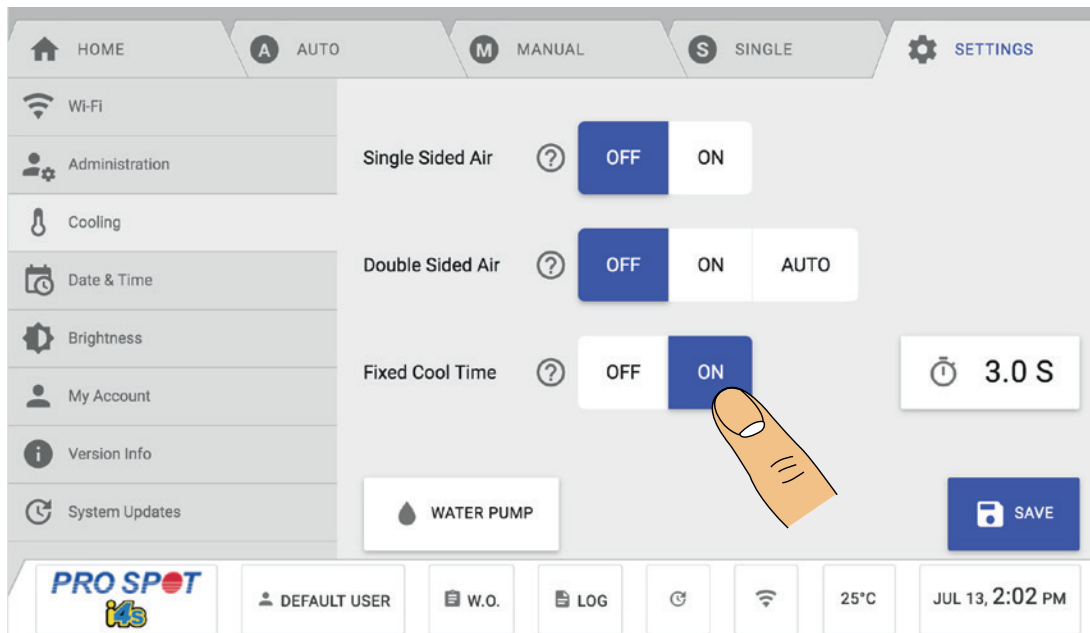 HOME
A AUTO
M MANUAL
S SINGLE
SETTINGS
Wi-Fi
Administration
Cooling
Date & Time
Brightness
My Account
Version Info
System Updates
Single Sided Air ? OFF ON
Double Sided Air ? OFF ON AUTO
Fixed Cool Time ? OFF ON 3.0 S
WATER PUMP
SAVE
PRO SPOT
i4s
DEFAULT USER
W.O.
LOG
25°C
JUL 13, 2:02 PM